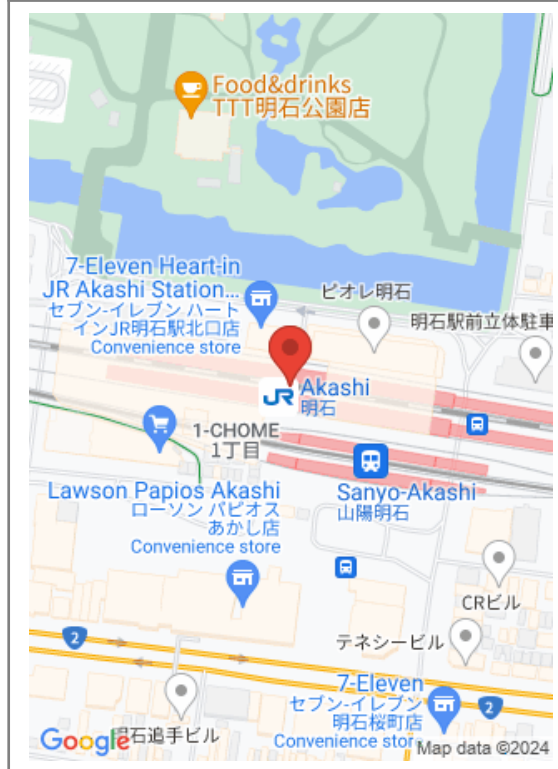 Food&drinks
TTT明石公園店
7-Eleven Heart-in
JR Akashi Station...
セブン-イレブン ハート
インJR明石駅北口店
Convenience store
ピオレ明石
明石駅前立体駐車
JR
Akashi
明石
1-CHOME
1丁目
Sanyo-Akashi
山陽明石
Lawson Papios Akashi
ローソン パピオス
あかし店
Convenience store
CRビル
2
テネシービル
7-Eleven
セブン-イレブン
明石桜町店
Convenience store
2
明石追手ビル
Google
Map data ©2024